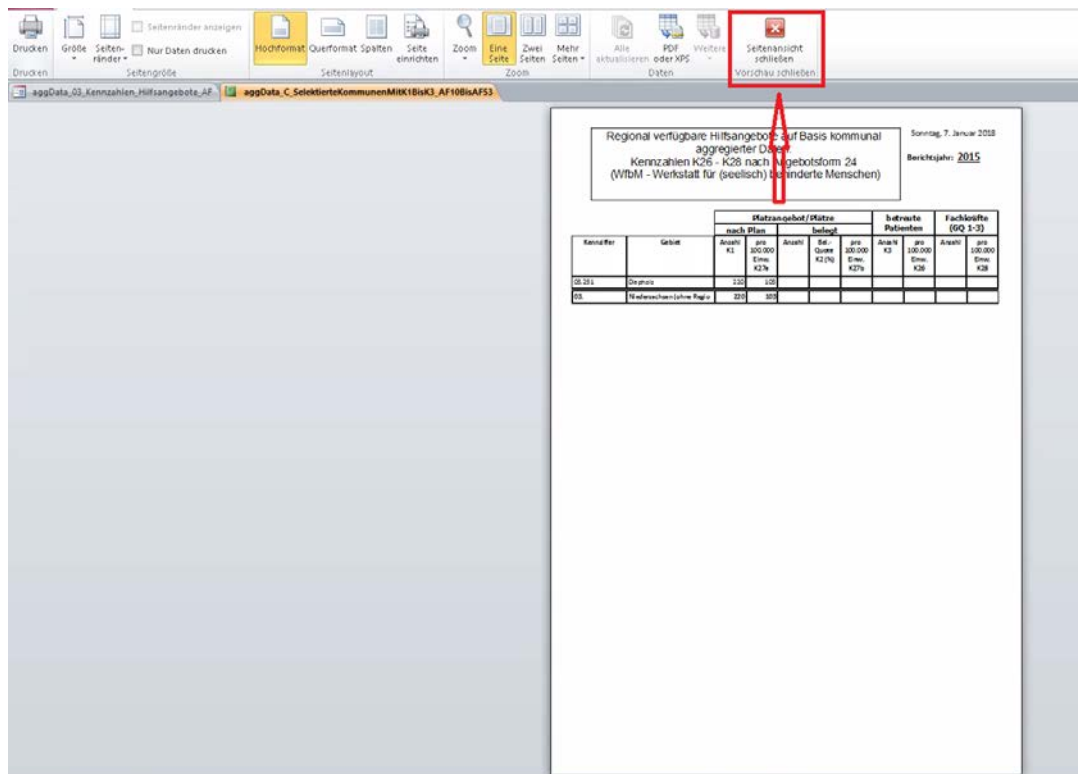 Seitenränder anzeigen
Nur Daten drucken
Drucken
Größe
Seiten-
ränder
Hochformat
Querformat
Spalten
Seite
einrichten
Zoom
Eine
Seite
Zwei
Seiten
Mehr
Seiten
Alle
aktualisieren
PDF
oder XPS
Weitere
Seitenansicht
schließen
Drucken
Seitengröße
Seitenlayout
Zoom
Daten
Vorschau schließen
aggData_03_Kennzahlen_Hilfsangebote_AF
aggData_C_SelektierteKommunenMitK1BisK3_AF10BisAF53
Regional verfügbare Hilfsangebote auf Basis kommunal
aggregierter Daten:
Kennzahlen K26 - K28 nach Angebotsform 24
(WfbM - Werkstatt für (seelisch) behinderte Menschen)
Sonntag, 7. Januar 2018
Berichtsjahr: 2015
Platzangebot/Plätze
betreute
Patienten
Fachkräfte
(GQ 1-3)
nach Plan
belegt
Kennziffer
Gebiet
Anzahl
K1
pro
100.000
Einw.
K27a
Anzahl
Bel.-
Quote
K2 (%)
pro
100.000
Einw.
K27b
Anzahl
K3
pro
100.000
Einw.
K26
Anzahl
pro
100.000
Einw.
K28
Diepholz
220 103
03. Niedersachsen (ohne Regio 220 103